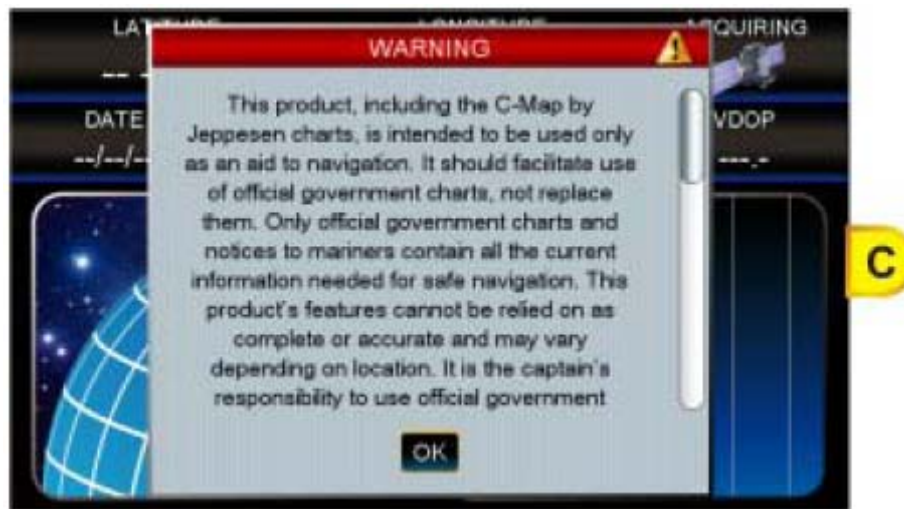 LATITUDE LONGITUDE ACQUIRING
WARNING
-- -
This product, including the C-Map by
Jeppesen charts, is intended to be used only
as an aid to navigation. It should facilitate use
of official government charts, not replace
them. Only official government charts and
notices to mariners contain all the current
information needed for safe navigation. This
product's features cannot be relied on as
complete or accurate and may vary
depending on location. It is the captain's
responsibility to use official government
OK
DATE
--/--/--
VDOP
---.-
C